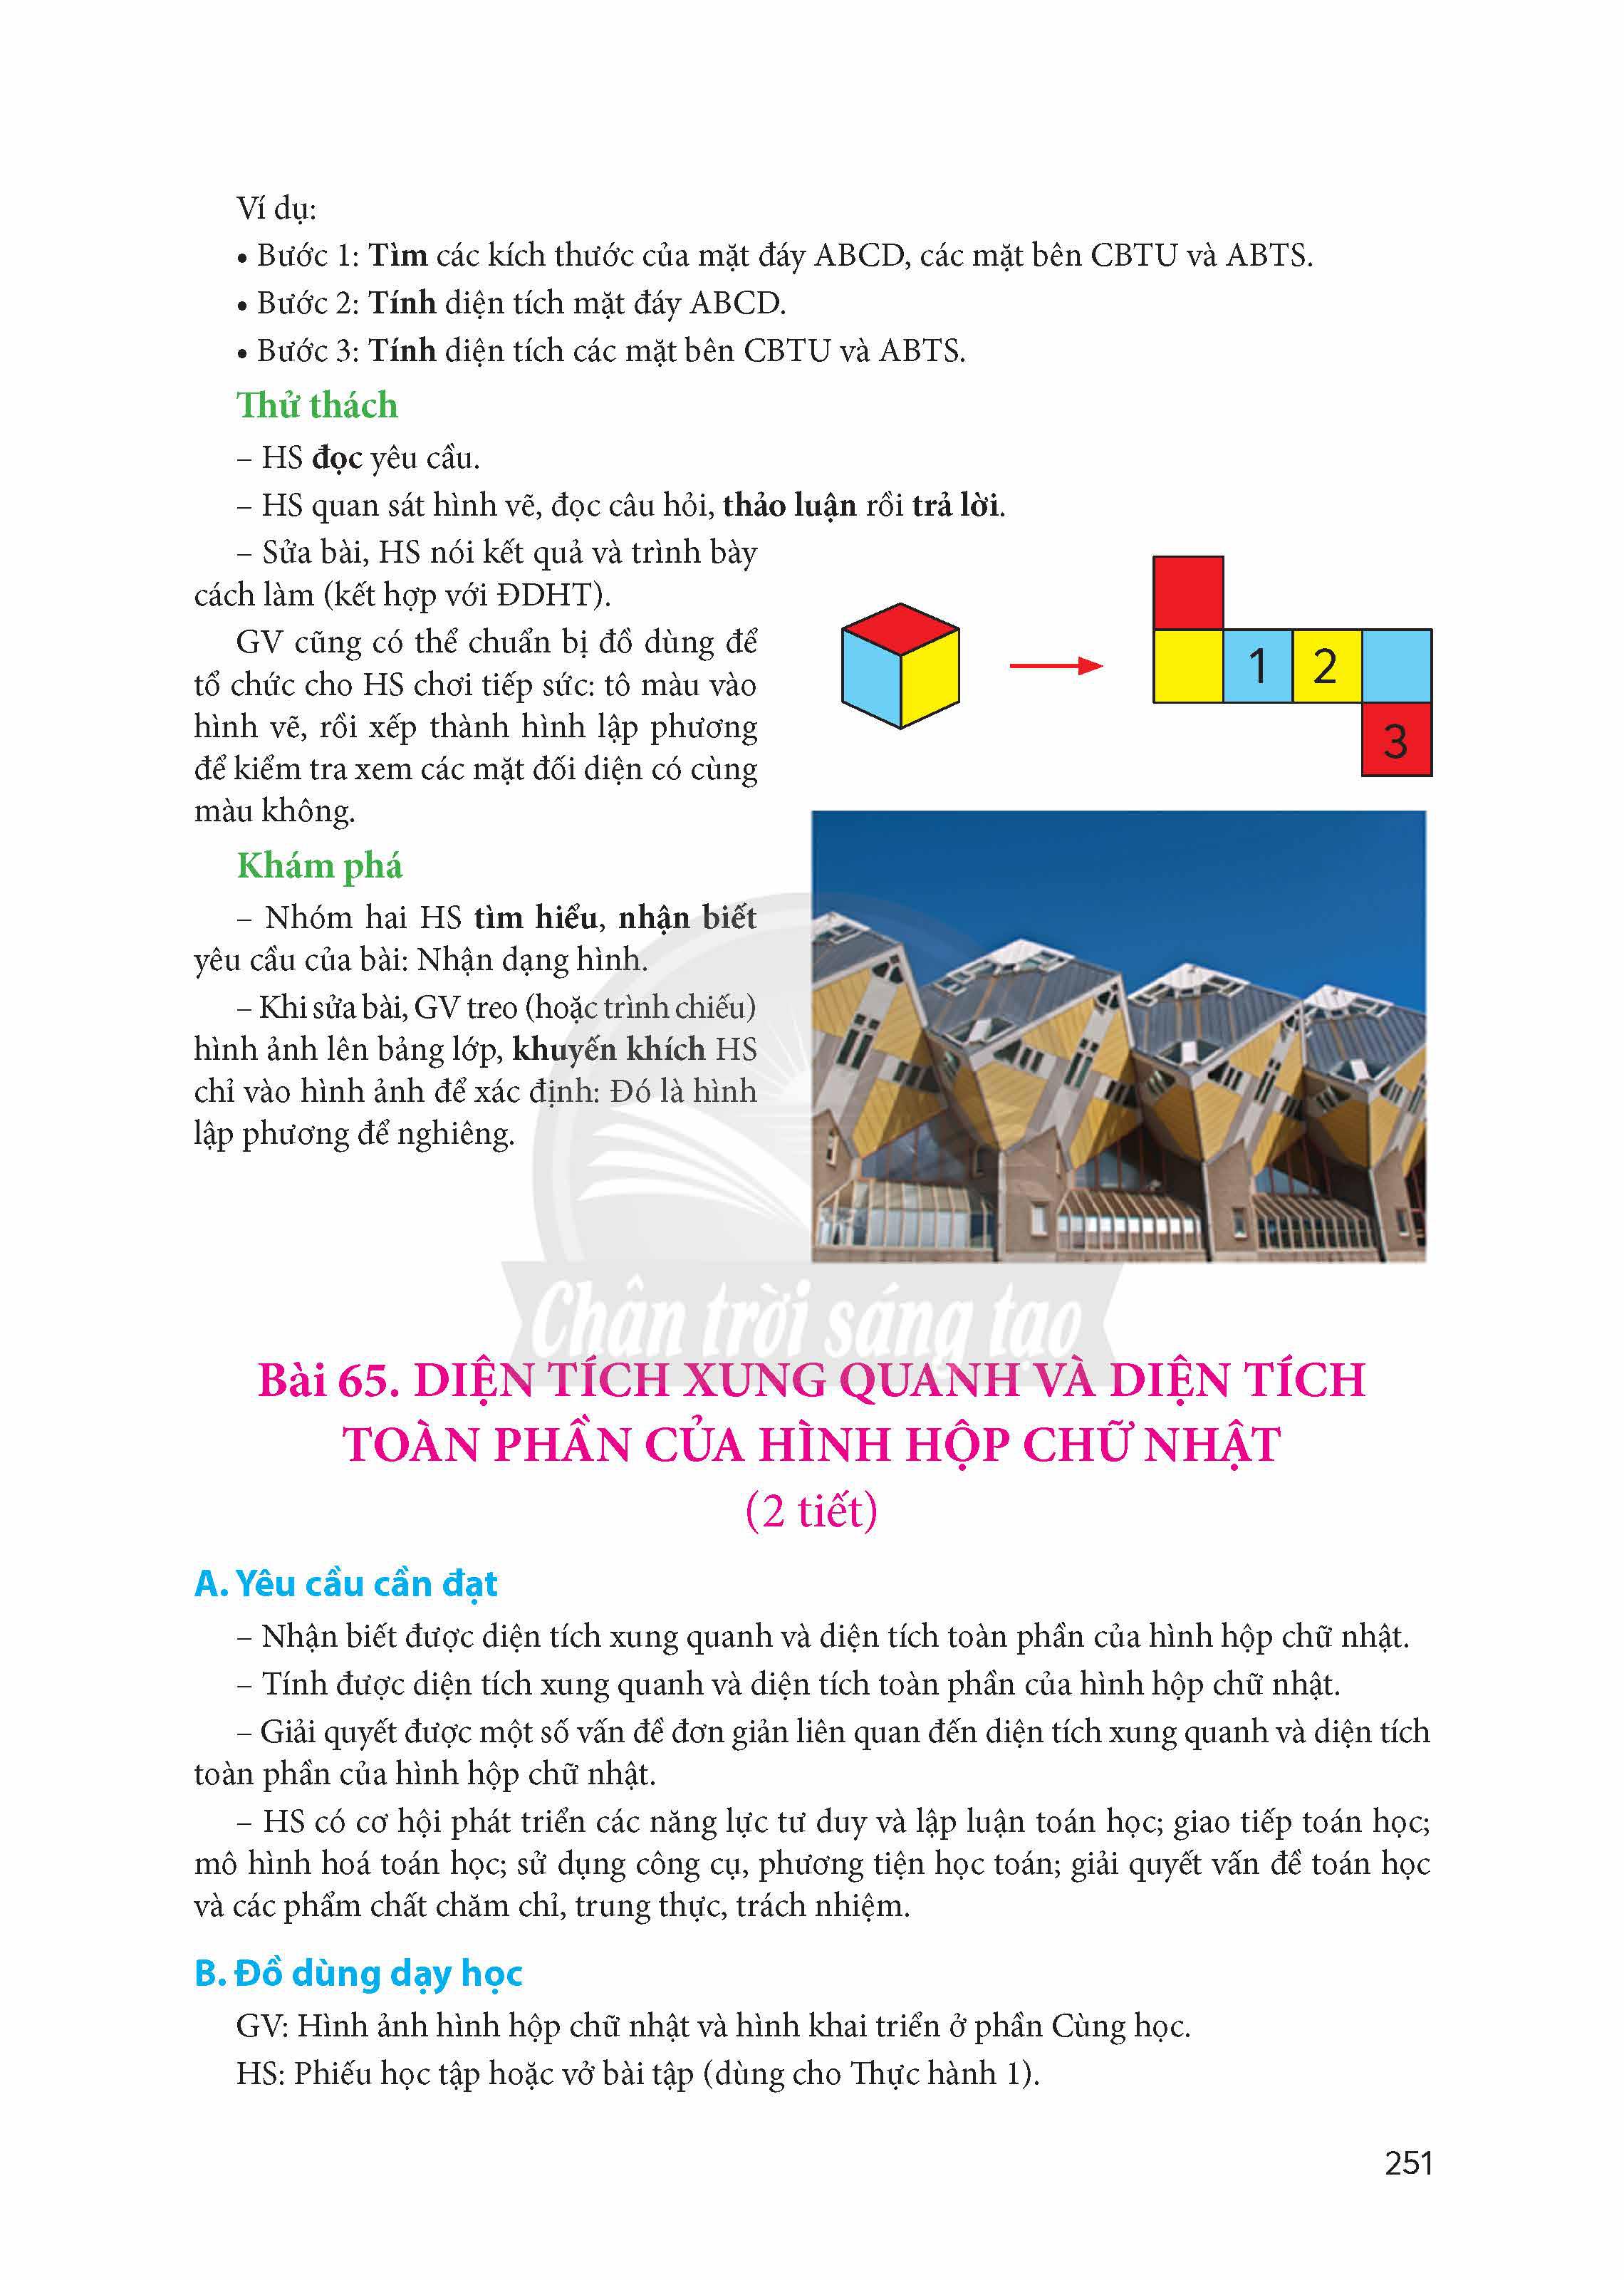 Ví dụ:
• Bước 1: Tìm các kích thước của mặt đáy ABCD, các mặt bên CBTU và ABTS.
• Bước 2: Tính diện tích mặt đáy ABCD.
• Bước 3: Tính diện tích các mặt bên CBTU và ABTS.
Thử thách
– HS đọc yêu cầu.
– HS quan sát hình vẽ, đọc câu hỏi, thảo luận rồi trả lời.
– Sửa bài, HS nói kết quả và trình bày
cách làm (kết hợp với ĐDHT).
GV cũng có thể chuẩn bị đồ dùng để
tổ chức cho HS chơi tiếp sức: tô màu vào
hình vẽ, rồi xếp thành hình lập phương
để kiểm tra xem các mặt đối diện có cùng
màu không.
1 2
3
Khám phá
– Nhóm hai HS tìm hiểu, nhận biết
yêu cầu của bài: Nhận dạng hình.
– Khi sửa bài, GV treo (hoặc trình chiếu)
hình ảnh lên bảng lớp, khuyến khích HS
chỉ vào hình ảnh để xác định: Đó là hình
lập phương để nghiêng.
Chân trời sáng tạo
Bài 65. DIỆN TÍCH XUNG QUANH VÀ DIỆN TÍCH
TOÀN PHẦN CỦA HÌNH HỘP CHỮ NHẬT
(2 tiết)
A. Yêu cầu cần đạt
– Nhận biết được diện tích xung quanh và diện tích toàn phần của hình hộp chữ nhật.
– Tính được diện tích xung quanh và diện tích toàn phần của hình hộp chữ nhật.
– Giải quyết được một số vấn đề đơn giản liên quan đến diện tích xung quanh và diện tích
toàn phần của hình hộp chữ nhật.
– HS có cơ hội phát triển các năng lực tư duy và lập luận toán học; giao tiếp toán học;
mô hình hoá toán học; sử dụng công cụ, phương tiện học toán; giải quyết vấn đề toán học
và các phẩm chất chăm chỉ, trung thực, trách nhiệm.
B. Đồ dùng dạy học
GV: Hình ảnh hình hộp chữ nhật và hình khai triển ở phần Cùng học.
HS: Phiếu học tập hoặc vở bài tập (dùng cho Thực hành 1).
251